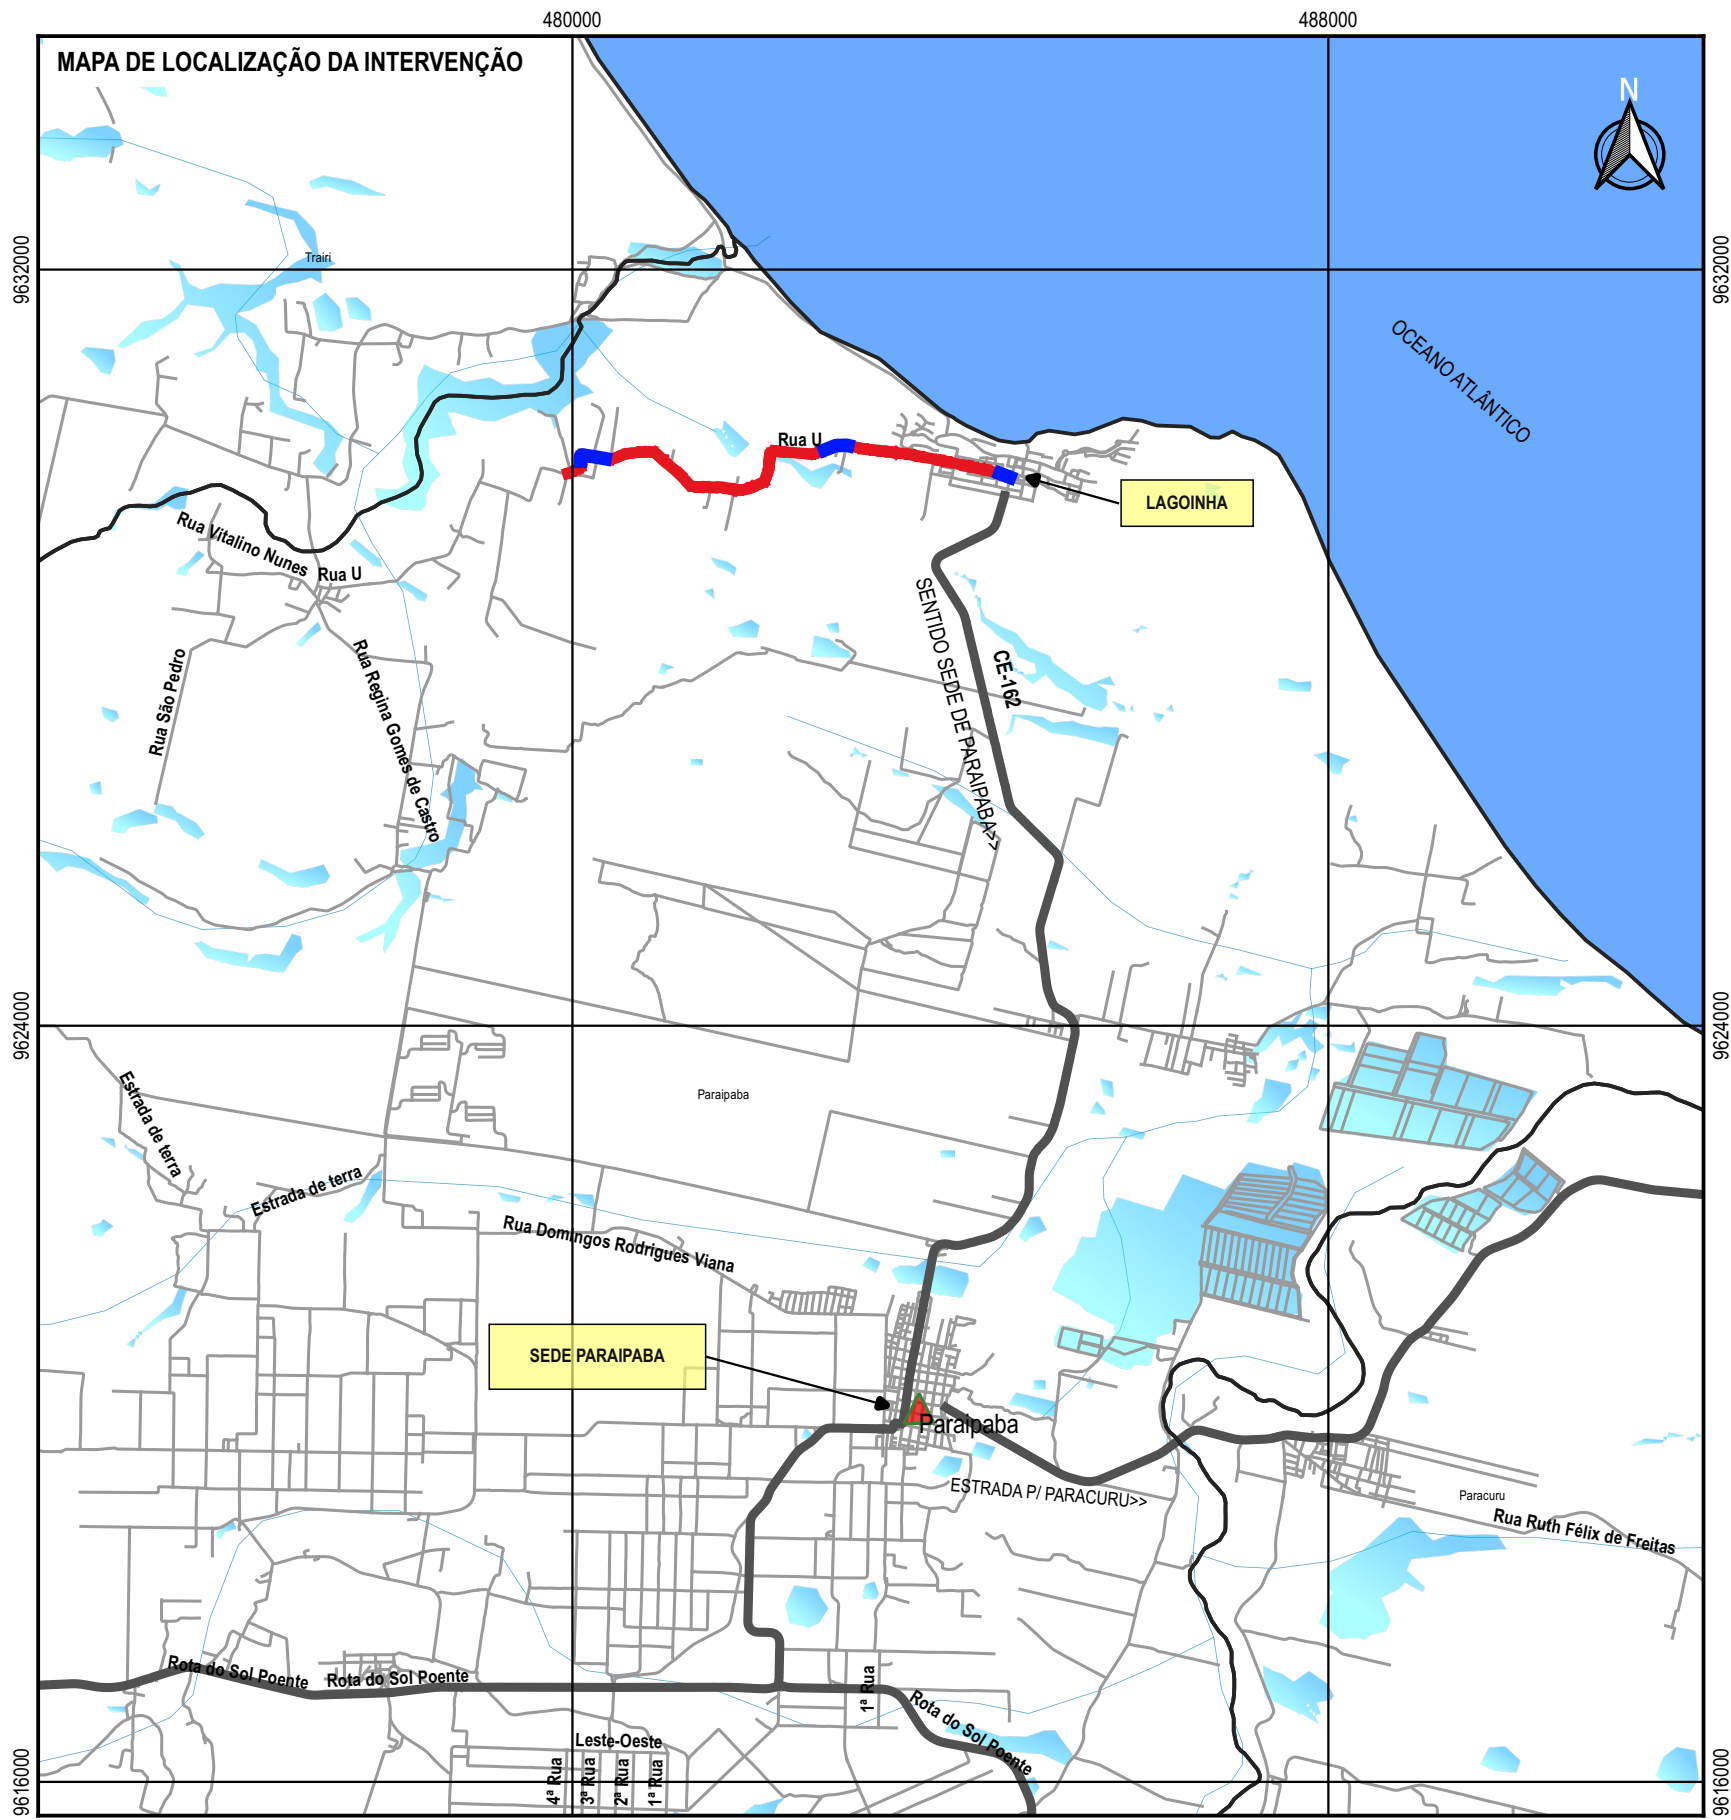 480000
488000
MAPA DE LOCALIZAÇÃO DA INTERVENÇÃO
N
9632000
9632000
Trairi
OCEANO ATLÂNTICO
Rua U
LAGOINHA
Rua Vitalino Nunes
Rua U
SENTIDO SEDE DE PARAIPABA>>
CE-162
Rua São Pedro
Rua Regina Gomes de Castro
9624000
9624000
Estrada de terra
Paraipaba
Estrada de terra
Rua Domingos Rodrigues Viana
SEDE PARAIPABA
Paraipaba
ESTRADA P/ PARACURU>>
Paracuru
Rua Ruth Félix de Freitas
Rota do Sol Poente
Rota do Sol Poente
1ª Rua
Rota do Sol Poente
Leste-Oeste
4ª Rua
3ª Rua
2ª Rua
1ª Rua
9616000
9616000